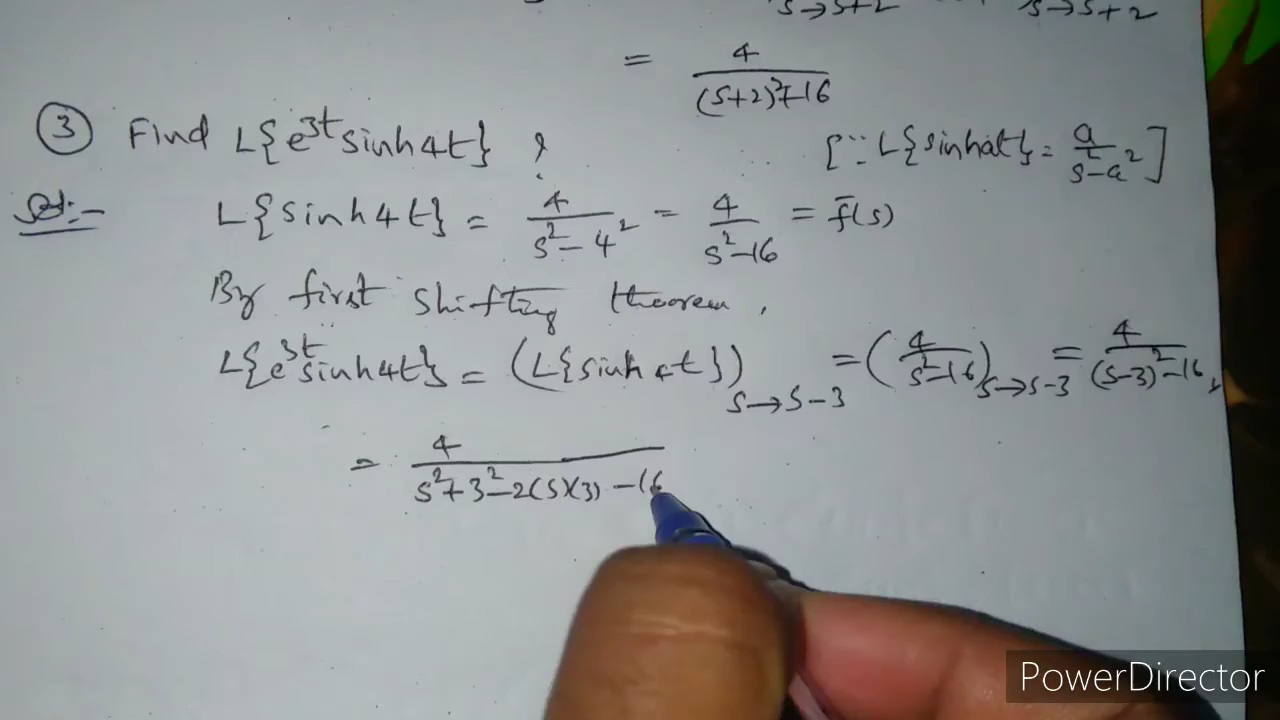 s→s+2 s→s+2
= 4/((s+2)²+16)
③ Find L{e^3t sinh4t} ?
[∵ L{sinhat} = a/(s²-a²)]
Sol:- L{sinh4t} = 4/(s²-4²) = 4/(s²-16) = f̄(s)
By first shifting theorem,
L{e^3t sinh4t} = (L{sinh4t})s→s-3 = (4/(s²-16))s→s-3 = 4/((s-3)²-16),
= 4/(s²+3²-2(s)(3)-16
PowerDirector